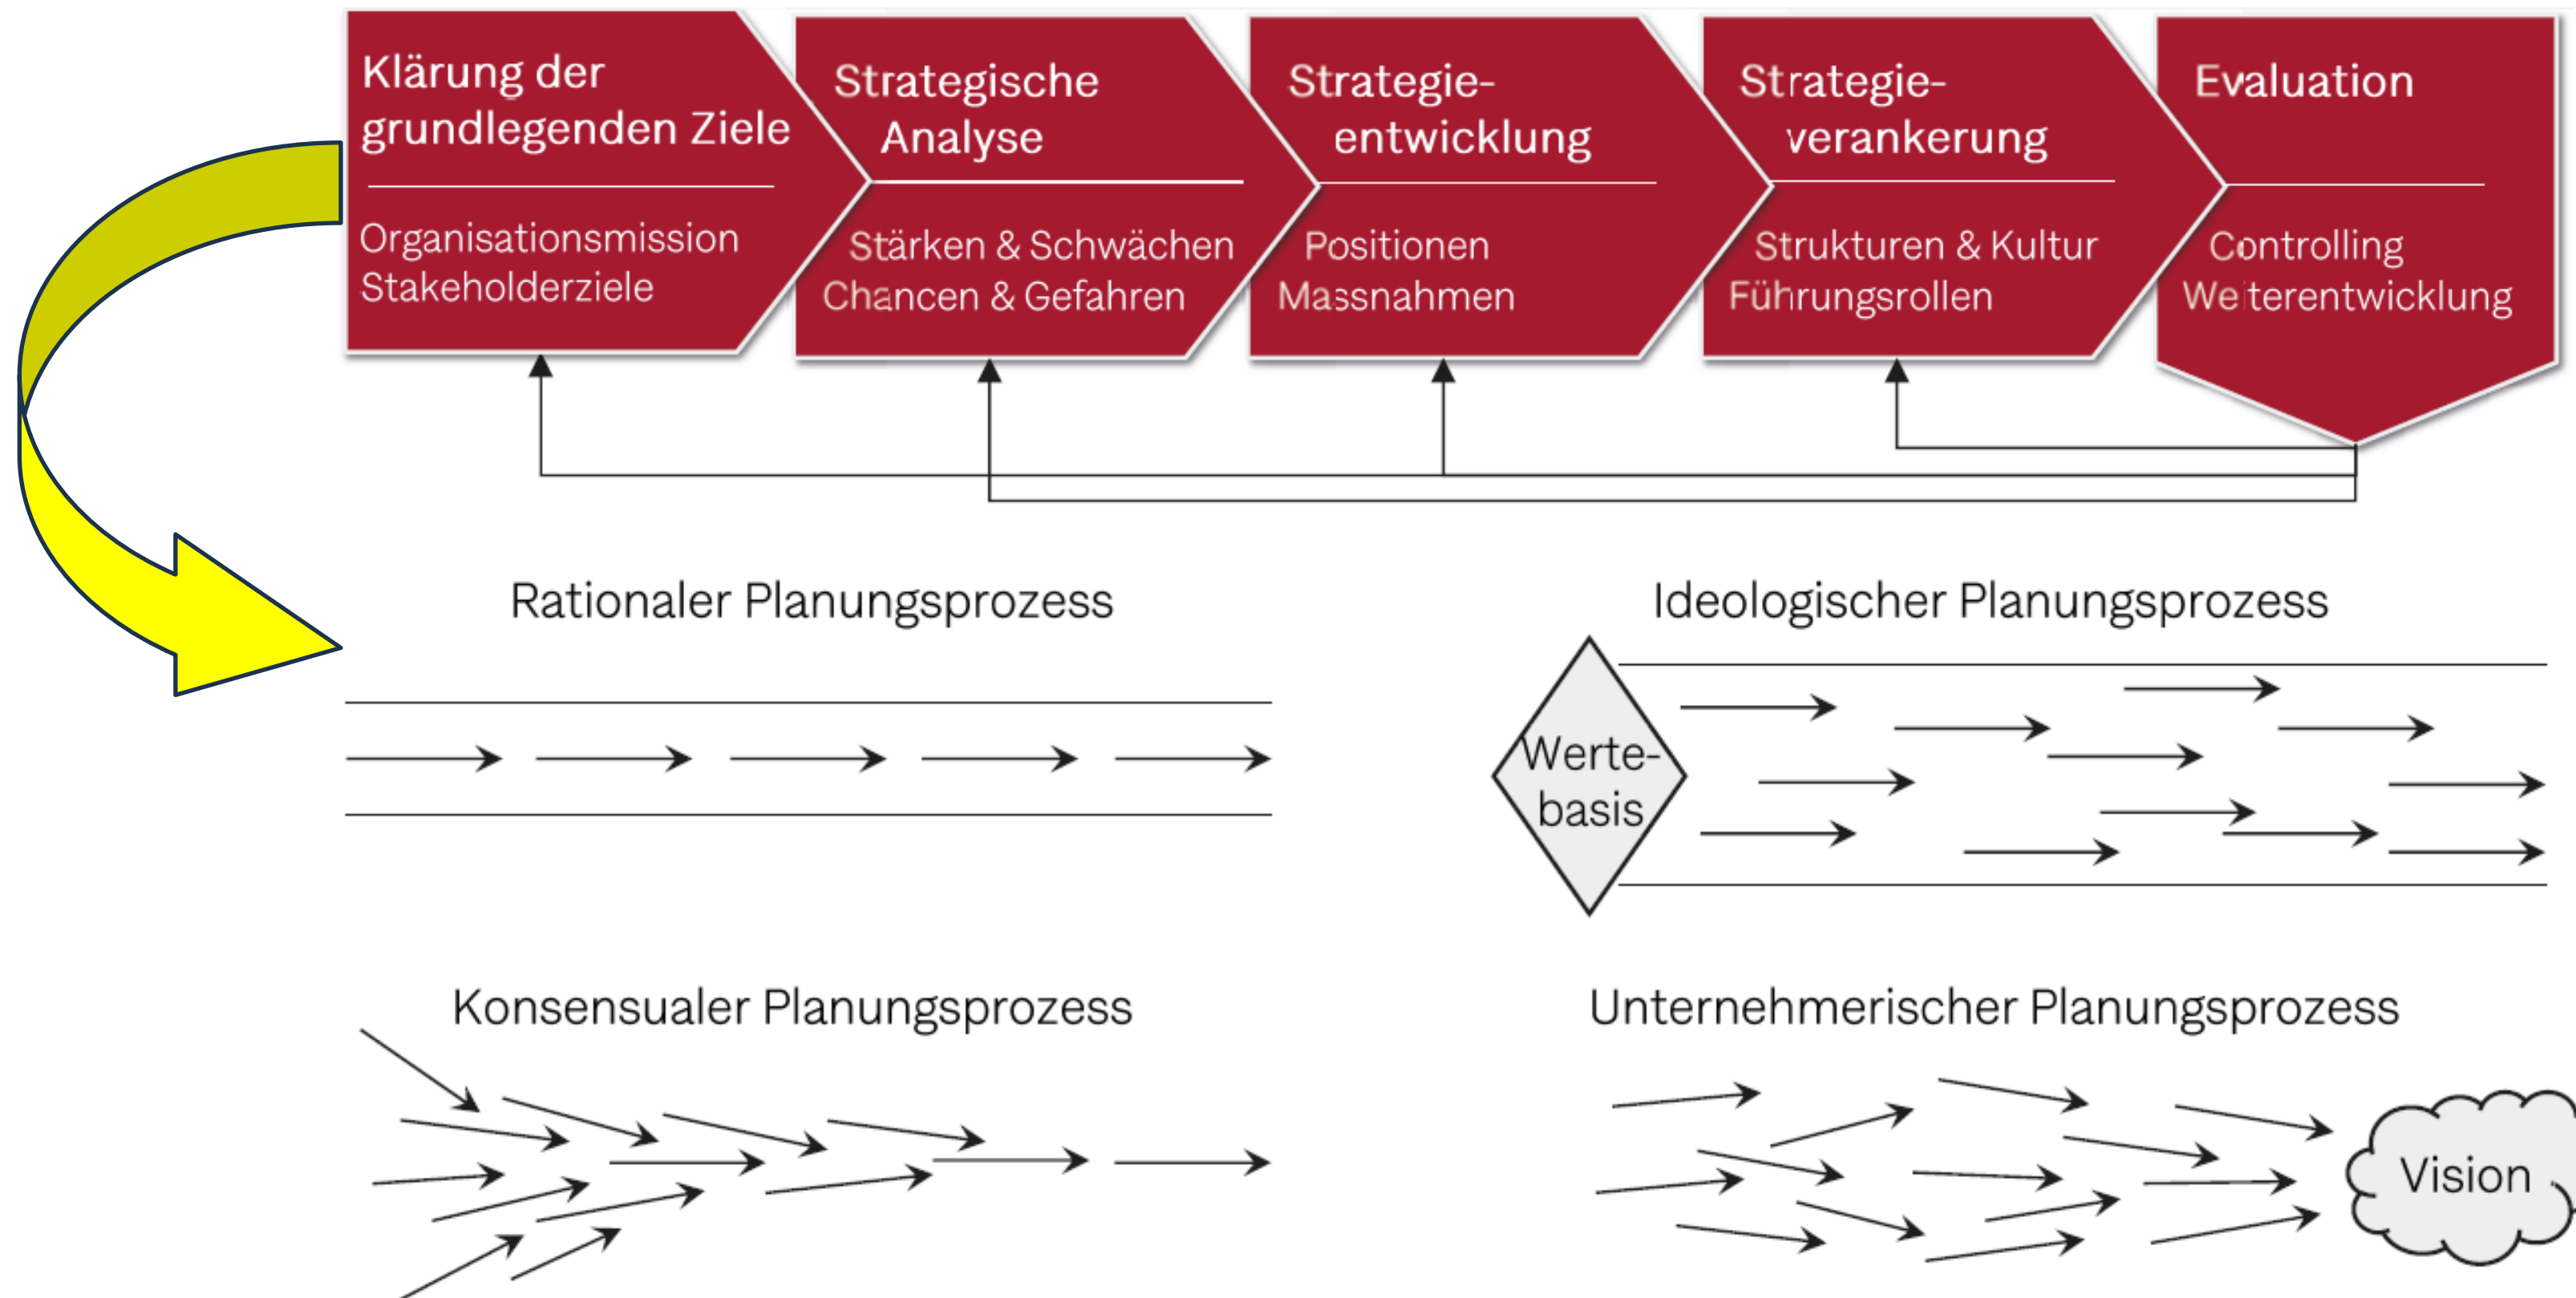 Klärung der
grundlegenden Ziele
Organisationsmission
Stakeholderziele
Strategische
Analyse
Stärken & Schwächen
Chancen & Gefahren
Strategie-
entwicklung
Positionen
Massnahmen
Strategie-
verankerung
Strukturen & Kultur
Führungsrollen
Evaluation
Controlling
Weiterentwicklung
Rationaler Planungsprozess
Ideologischer Planungsprozess
Werte-
basis
Konsensualer Planungsprozess
Unternehmerischer Planungsprozess
Vision